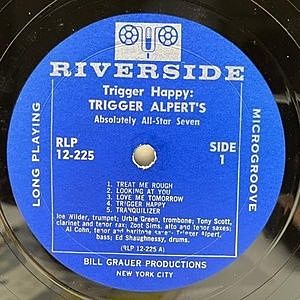 RIVERSIDE
Trigger Happy:
TRIGGER ALPERT'S
Absolutely All-Star Seven
LONG PLAYING
MICROGROOVE
RLP
12-225
SIDE
1
1. TREAT ME ROUGH
2. LOOKING AT YOU
3. LOVE ME TOMORROW
4. TRIGGER HAPPY
5. TRANQUILIZER
Joe Wilder, trumpet; Urbie Green, trombone; Tony Scott,
clarinet and tenor sax; Zoot Sims, alto and tenor saxes;
Al Cohn, tenor and baritone saxes; Trigger Alpert,
bass; Ed Shaughnessy, drums.
(RLP 12-225 A)
BILL GRAUER PRODUCTIONS
NEW YORK CITY